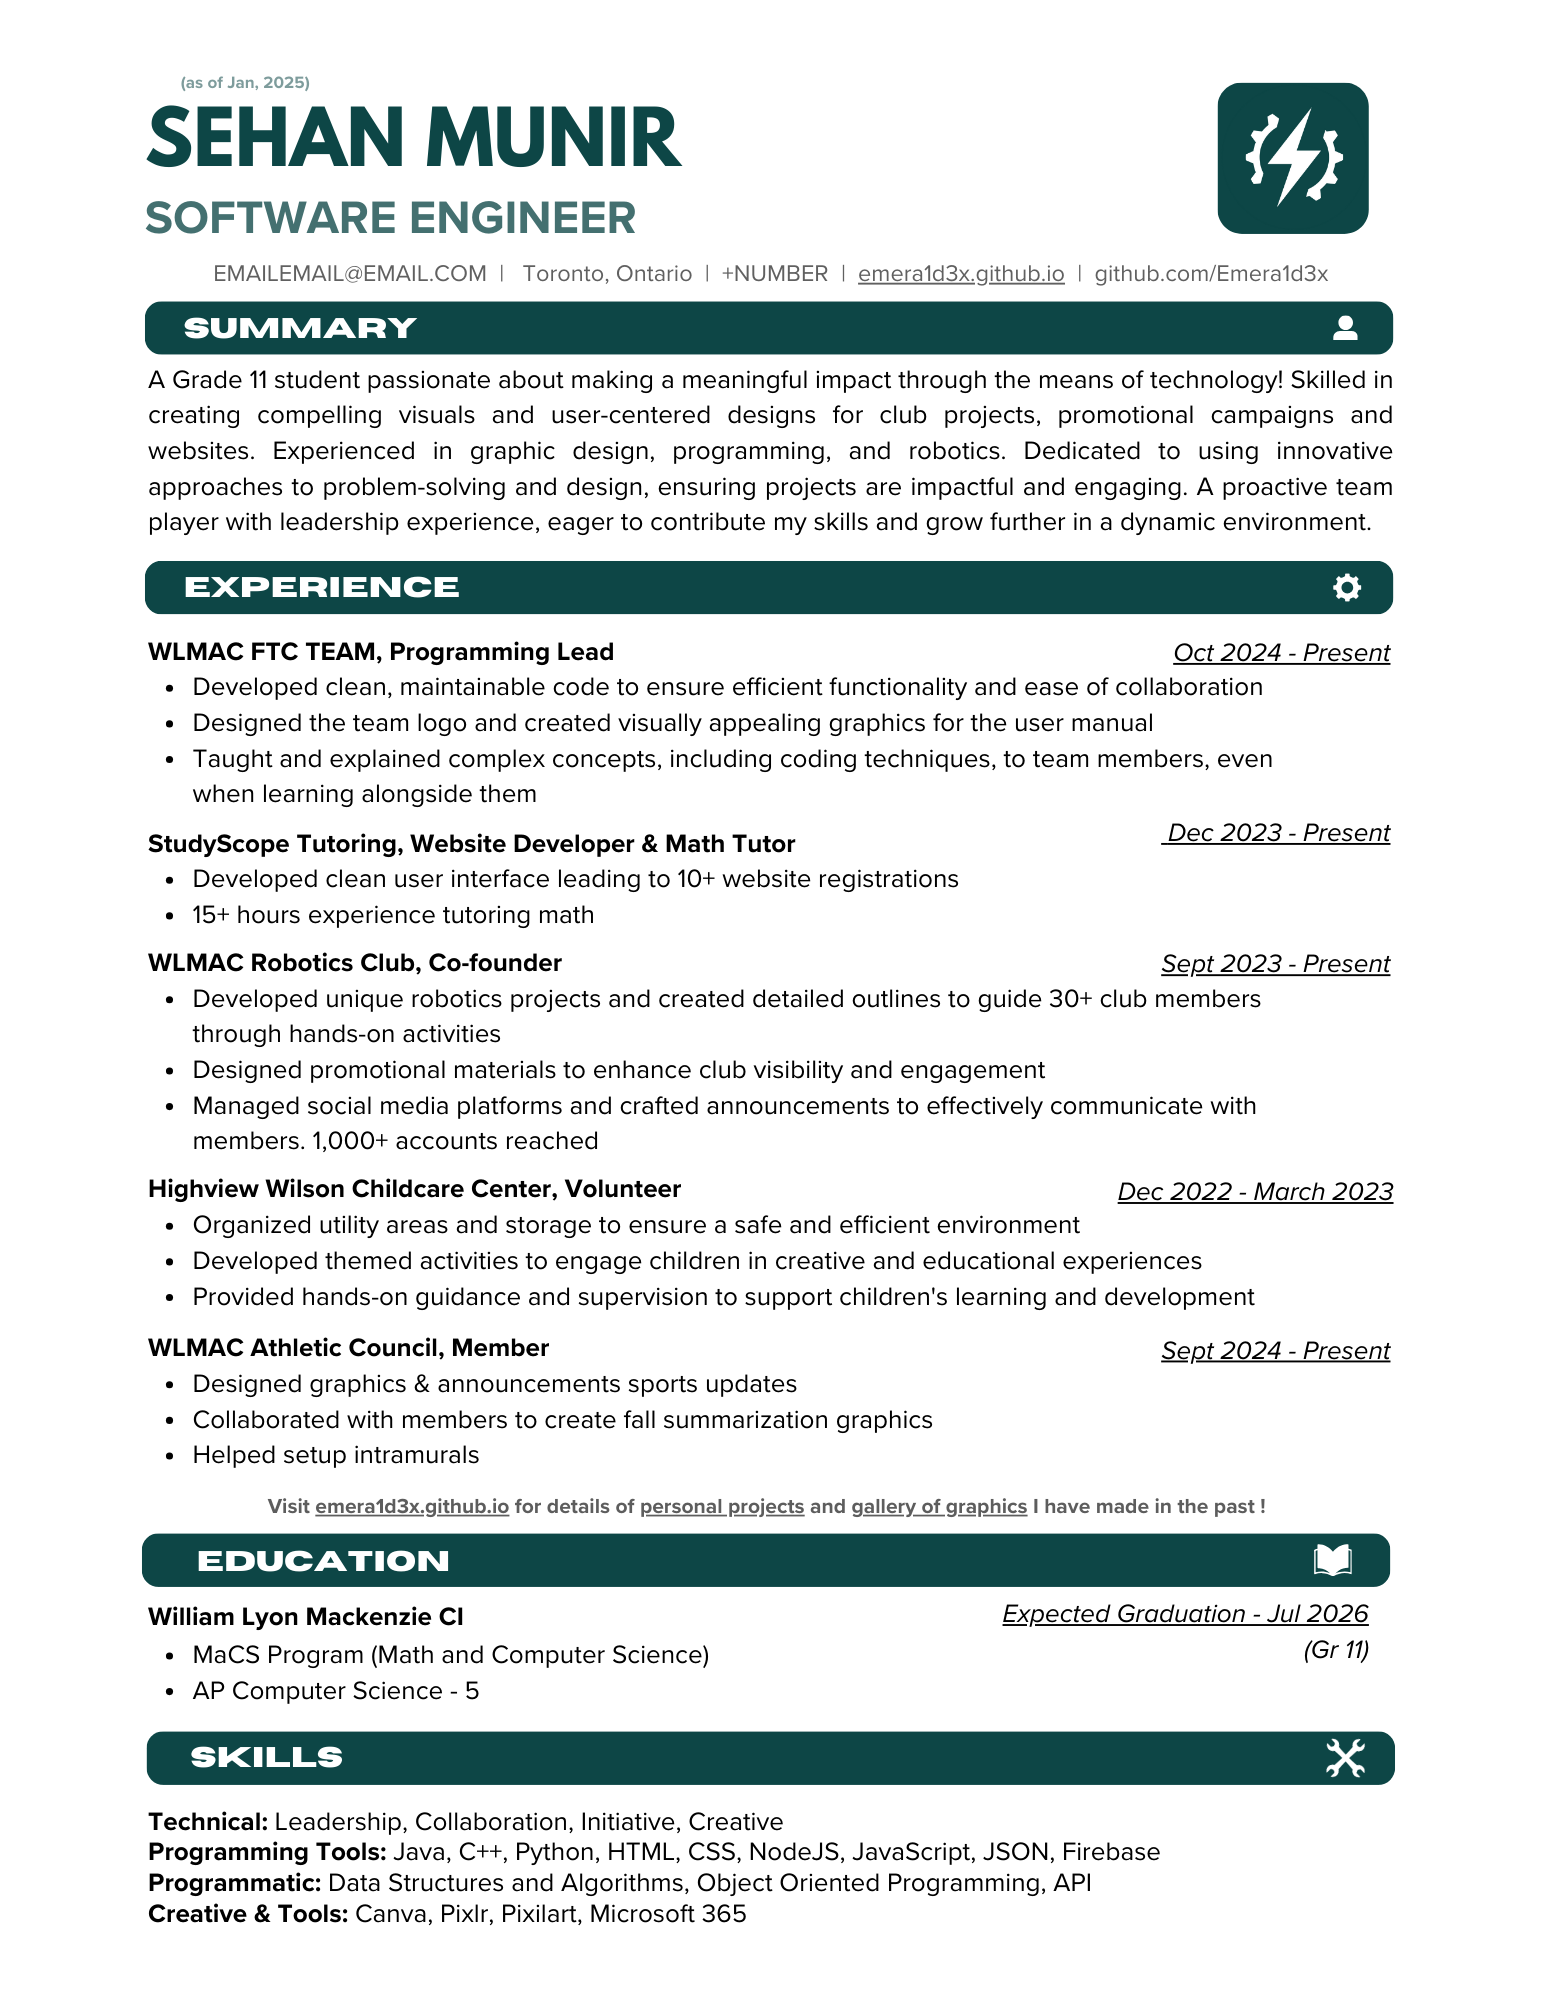 (as of Jan, 2025)
SEHAN MUNIR
SOFTWARE ENGINEER
EMAILEMAIL@EMAIL.COM | Toronto, Ontario | +NUMBER | emera1d3x.github.io | github.com/Emera1d3x
SUMMARY
A Grade 11 student passionate about making a meaningful impact through the means of technology! Skilled in
creating compelling visuals and user-centered designs for club projects, promotional campaigns and
websites. Experienced in graphic design, programming, and robotics. Dedicated to using innovative
approaches to problem-solving and design, ensuring projects are impactful and engaging. A proactive team
player with leadership experience, eager to contribute my skills and grow further in a dynamic environment.
EXPERIENCE
WLMAC FTC TEAM, Programming Lead Oct 2024 - Present
• Developed clean, maintainable code to ensure efficient functionality and ease of collaboration
• Designed the team logo and created visually appealing graphics for the user manual
• Taught and explained complex concepts, including coding techniques, to team members, even
when learning alongside them
StudyScope Tutoring, Website Developer & Math Tutor Dec 2023 - Present
• Developed clean user interface leading to 10+ website registrations
• 15+ hours experience tutoring math
WLMAC Robotics Club, Co-founder Sept 2023 - Present
• Developed unique robotics projects and created detailed outlines to guide 30+ club members
through hands-on activities
• Designed promotional materials to enhance club visibility and engagement
• Managed social media platforms and crafted announcements to effectively communicate with
members. 1,000+ accounts reached
Highview Wilson Childcare Center, Volunteer Dec 2022 - March 2023
• Organized utility areas and storage to ensure a safe and efficient environment
• Developed themed activities to engage children in creative and educational experiences
• Provided hands-on guidance and supervision to support children's learning and development
WLMAC Athletic Council, Member Sept 2024 - Present
• Designed graphics & announcements sports updates
• Collaborated with members to create fall summarization graphics
• Helped setup intramurals
Visit emera1d3x.github.io for details of personal projects and gallery of graphics I have made in the past !
EDUCATION
William Lyon Mackenzie CI Expected Graduation - Jul 2026
(Gr 11)
• MaCS Program (Math and Computer Science)
• AP Computer Science - 5
SKILLS
Technical: Leadership, Collaboration, Initiative, Creative
Programming Tools: Java, C++, Python, HTML, CSS, NodeJS, JavaScript, JSON, Firebase
Programmatic: Data Structures and Algorithms, Object Oriented Programming, API
Creative & Tools: Canva, Pixlr, Pixilart, Microsoft 365